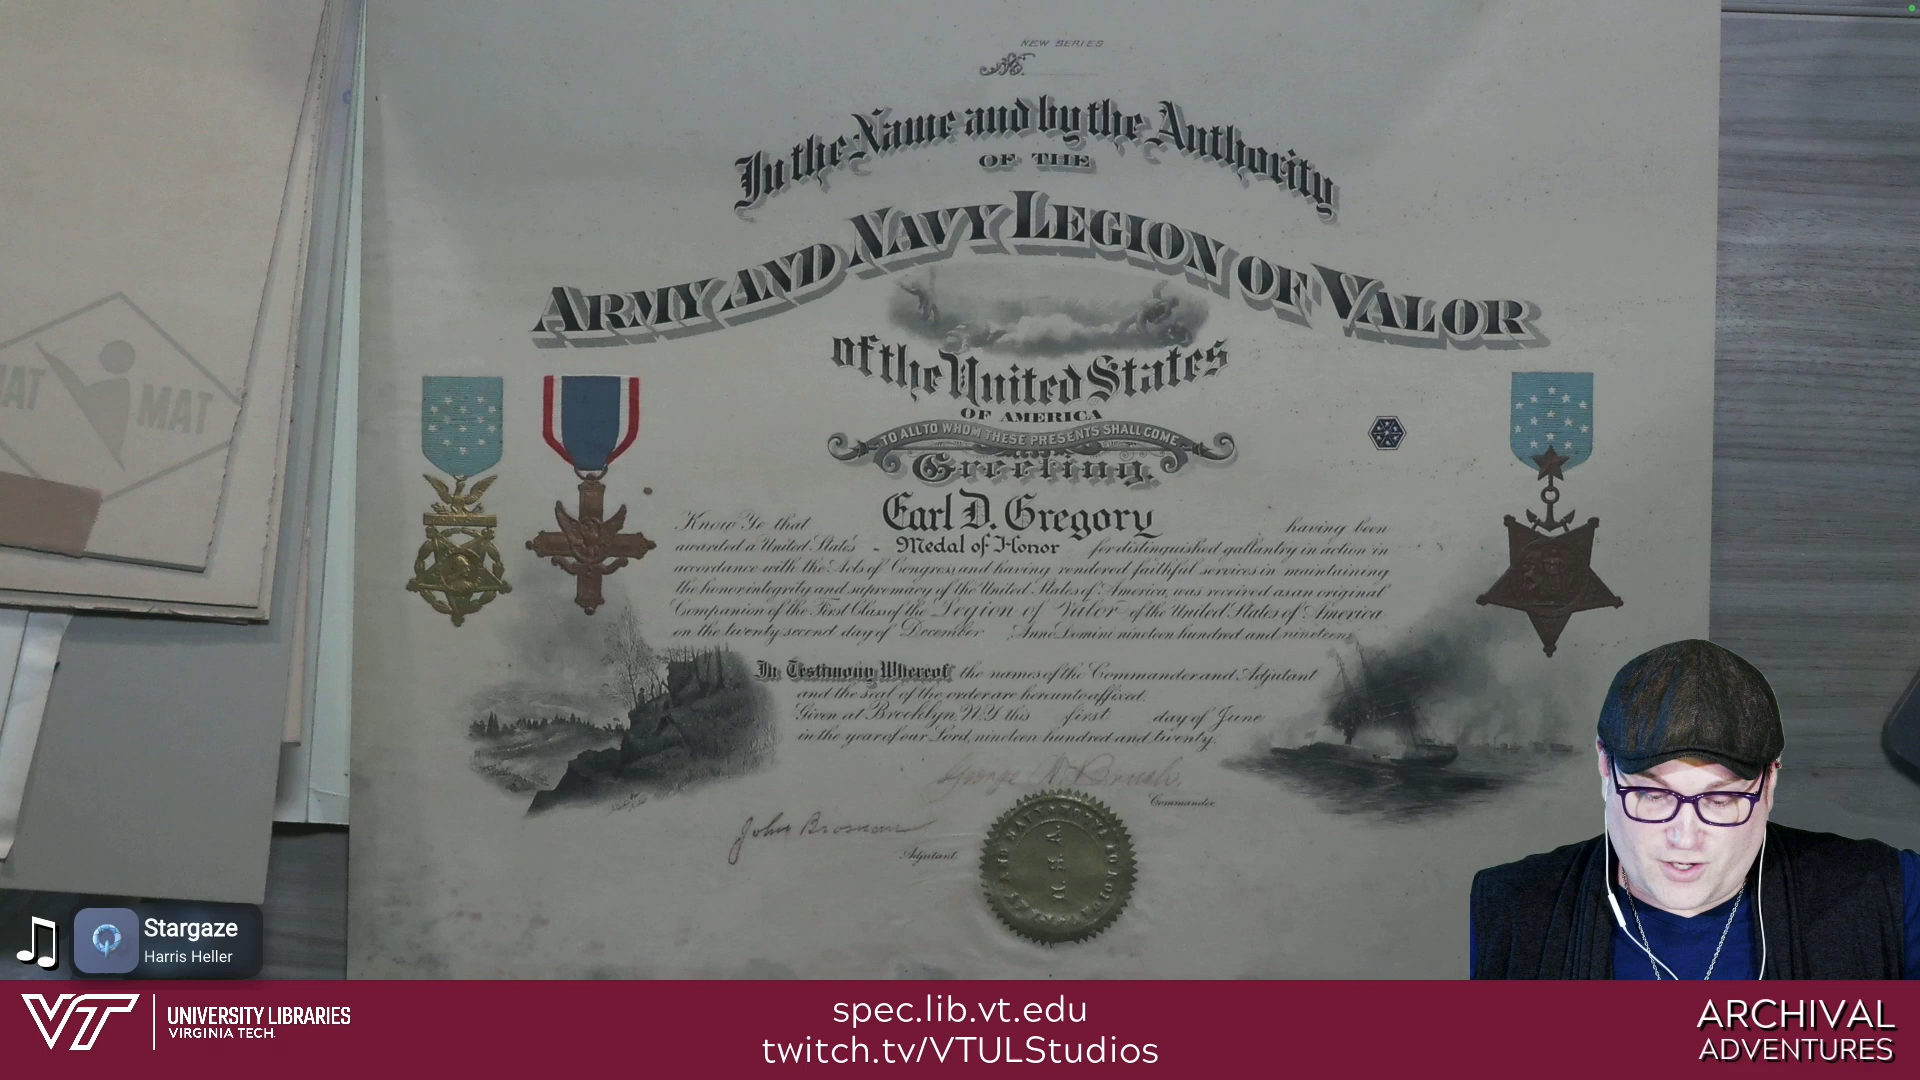 NEW SERIES
No.
In the Name and by the Authority
OF THE
ARMY AND NAVY LEGION OF VALOR
of the United States
OF AMERICA
TO ALL TO WHOM THESE PRESENTS SHALL COME
Greeting.
Know Ye that Earl D. Gregory having been
awarded a United States - Medal of Honor for distinguished gallantry in action in
accordance with the Acts of Congress and having rendered faithful services in maintaining
the honor integrity and supremacy of the United States of America, was received as an original
Companion of the First Class of the Legion of Valor of the United States of America
on the twenty second day of December Anno Domini nineteen hundred and nineteen
In Testimony Whereof the names of the Commander and Adjutant
and the seal of the order are hereunto affixed.
Given at Brooklyn, N.Y. this first day of June
in the year of our Lord, nineteen hundred and twenty.
George W. Brush,
Commander
John Brosnan
Adjutant
MAT
Stargaze
Harris Heller
VT
UNIVERSITY LIBRARIES
VIRGINIA TECH
spec.lib.vt.edu
twitch.tv/VTULStudios
ARCHIVAL
ADVENTURES